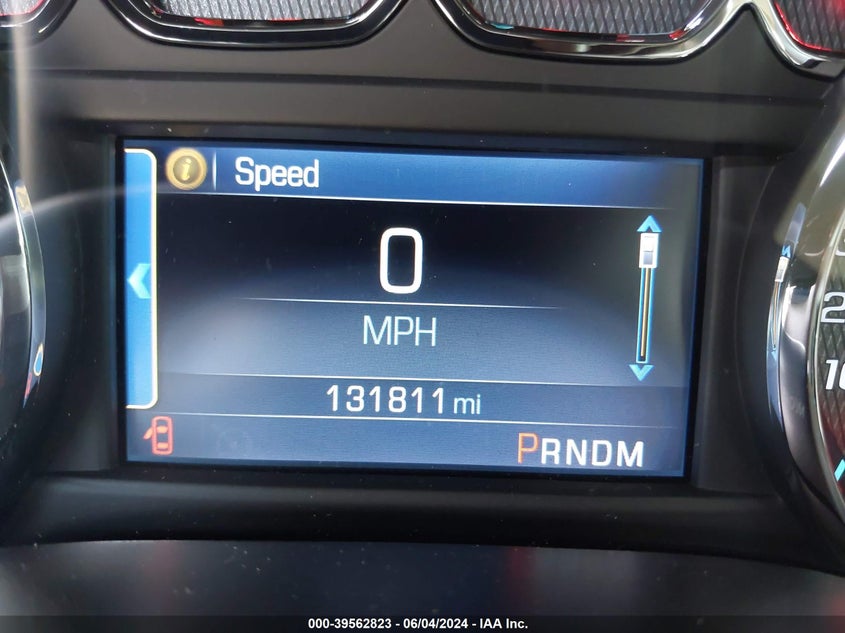 i Speed
0
MPH
131811 mi
PRNDM
000-39562823 - 06/04/2024 - IAA Inc.